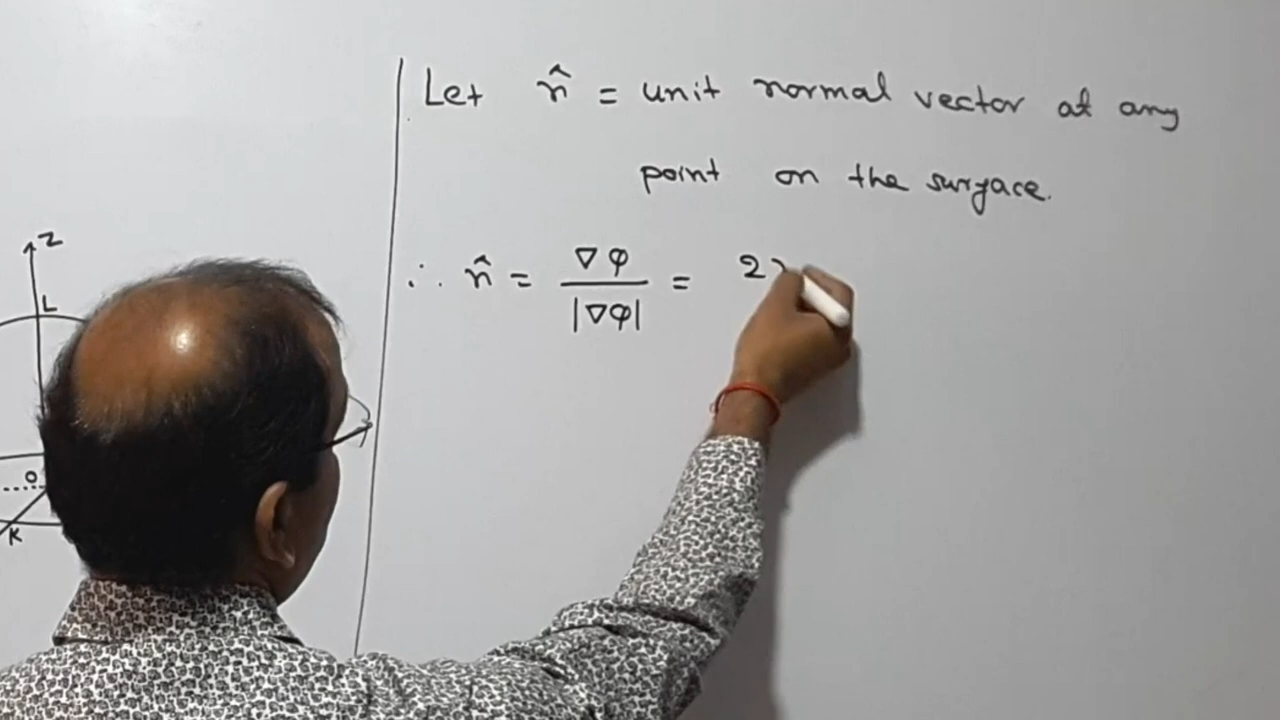 Let n̂ = unit normal vector at any
point on the surface.
∴ n̂ = ∇φ / |∇φ| = 2
Z
L
O
K